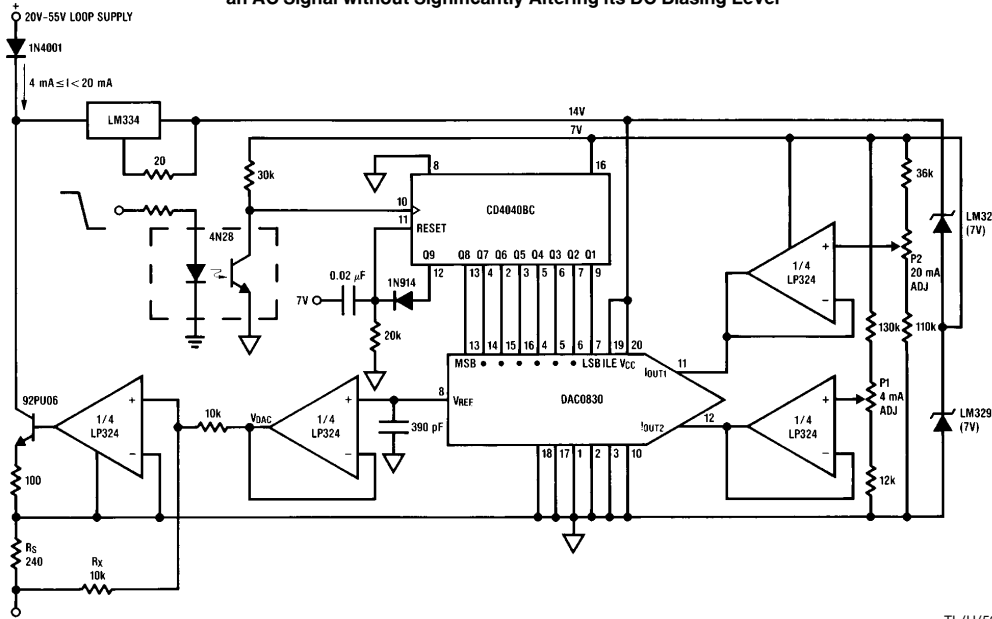 an AC Signal without Significantly Altering its DC Biasing Level
+
20V–55V LOOP SUPPLY
1N4001
4 mA ≤ I < 20 mA
LM334
20
14V
7V
30k
8
16
CD4040BC
10
11
RESET
Q9 Q8 Q7 Q6 Q5 Q4 Q3 Q2 Q1
12 13 4 2 3 5 6 7 9
4N28
0.02 μF
1N914
7V
20k
36k
P2
20 mA
ADJ
LM32
(7V)
+
1/4
LP324
−
130k
110k
13 14 15 16 4 5 6 7 19 20
MSB • • • • • • LSB ILE VCC
IOUT1
11
8
VREF
DAC0830
IOUT2
12
18 17 1 2 3 10
P1
4 mA
ADJ
LM329
(7V)
+
1/4
LP324
−
12k
92PU06
1/4
LP324
+
−
10k
VDAC
1/4
LP324
+
−
390 pF
100
RS
240
RX
10k